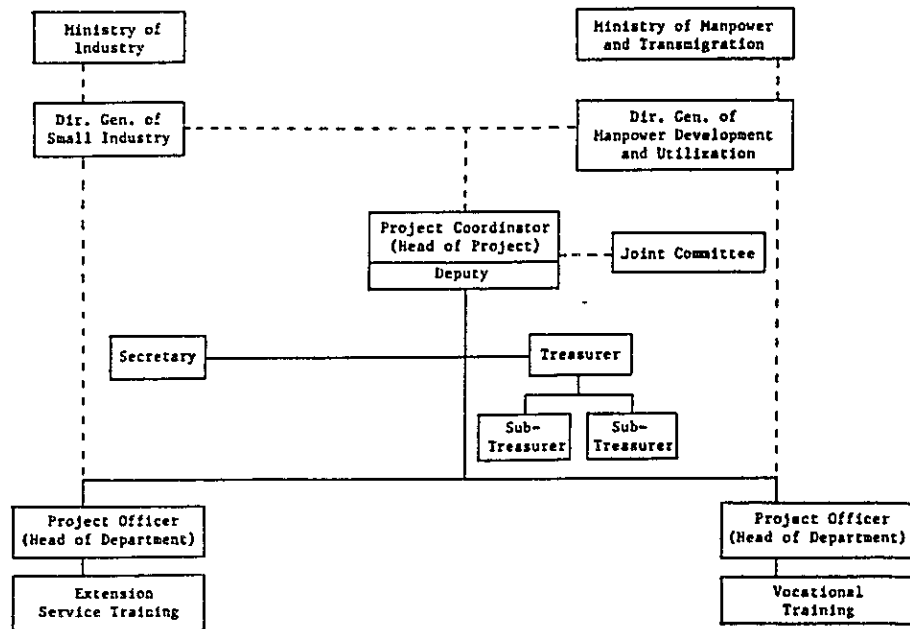 Ministry of
Industry
Ministry of Manpower
and Transmigration
Dir. Gen. of
Small Industry
Dir. Gen. of
Manpower Development
and Utilization
Project Coordinator
(Head of Project)
Deputy
Joint Committee
Secretary
Treasurer
Sub-
Treasurer
Sub-
Treasurer
Project Officer
(Head of Department)
Project Officer
(Head of Department)
Extension
Service Training
Vocational
Training